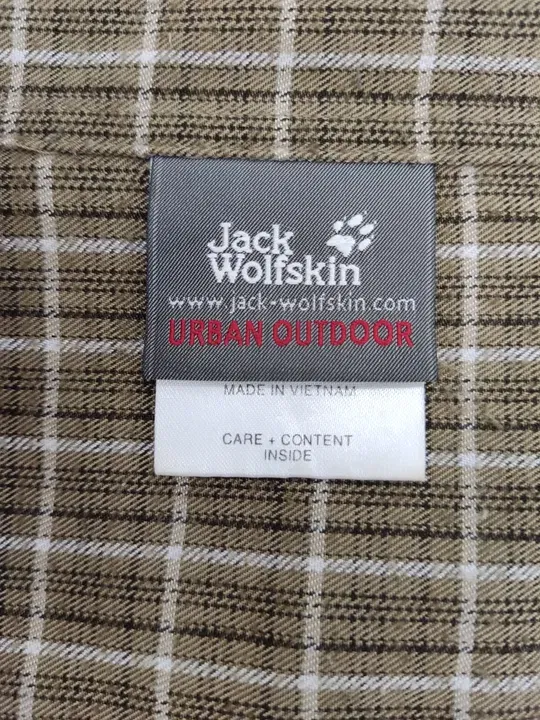 Jack
Wolfskin
www.jack-wolfskin.com
URBAN OUTDOOR
MADE IN VIETNAM
CARE + CONTENT
INSIDE